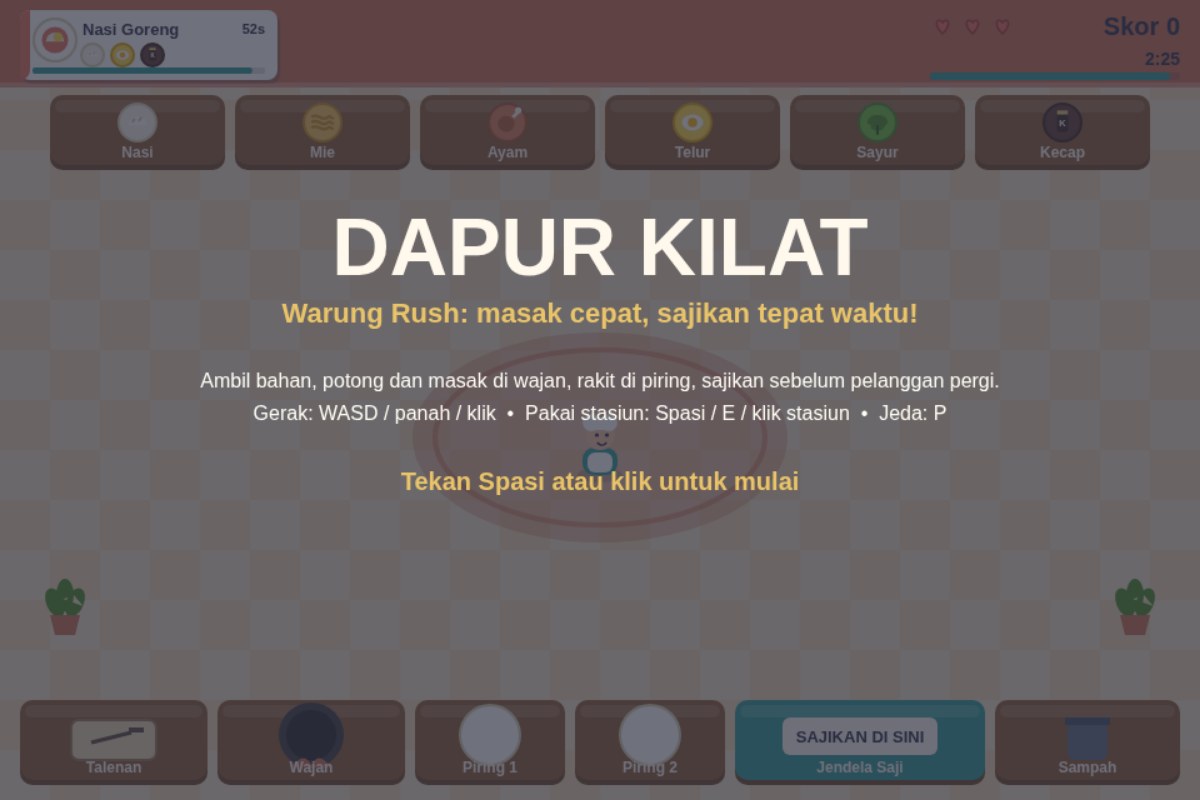 Nasi Goreng 52s
Skor 0
2:25
Nasi
Mie
Ayam
Telur
Sayur
K
Kecap
DAPUR KILAT
Warung Rush: masak cepat, sajikan tepat waktu!
Ambil bahan, potong dan masak di wajan, rakit di piring, sajikan sebelum pelanggan pergi.
Gerak: WASD / panah / klik • Pakai stasiun: Spasi / E / klik stasiun • Jeda: P
Tekan Spasi atau klik untuk mulai
Talenan
Wajan
Piring 1
Piring 2
SAJIKAN DI SINI
Jendela Saji
Sampah